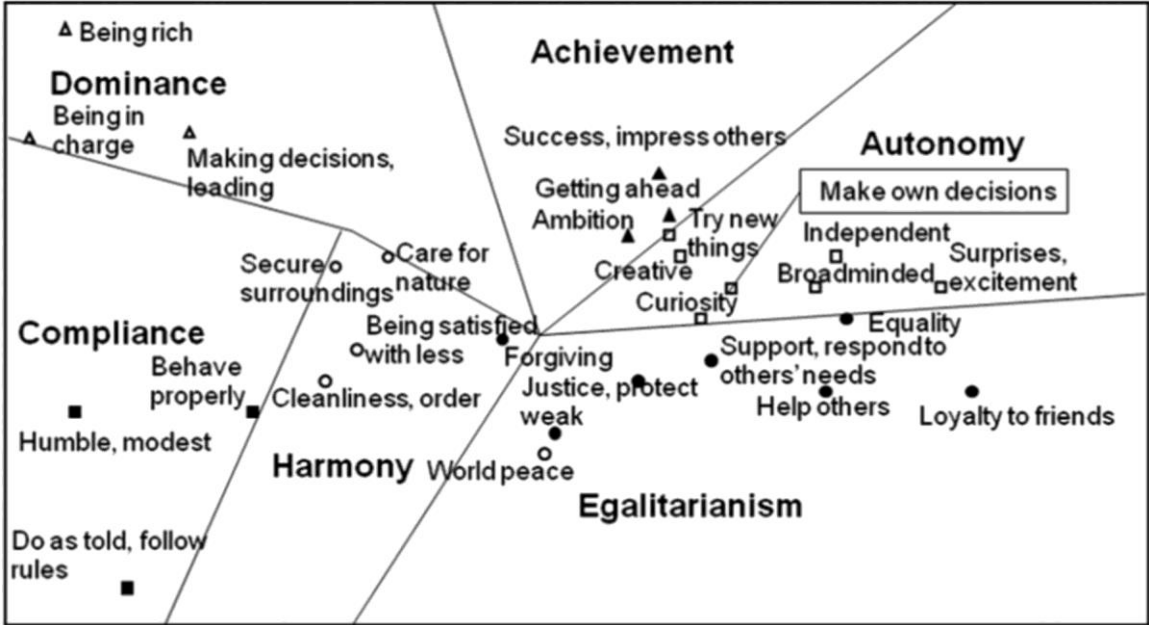 Being rich
Dominance
Being in
charge
Making decisions,
leading
Achievement
Success, impress others
Getting ahead
Ambition
Try new
things
Creative
Curiosity
Autonomy
Make own decisions
Independent
Broadminded
Surprises,
excitement
Secure
surroundings
Care for
nature
Being satisfied
with less
Cleanliness, order
Harmony
World peace
Compliance
Behave
properly
Humble, modest
Do as told, follow
rules
Forgiving
Justice, protect
weak
Equality
Support, respond to
others' needs
Help others
Loyalty to friends
Egalitarianism